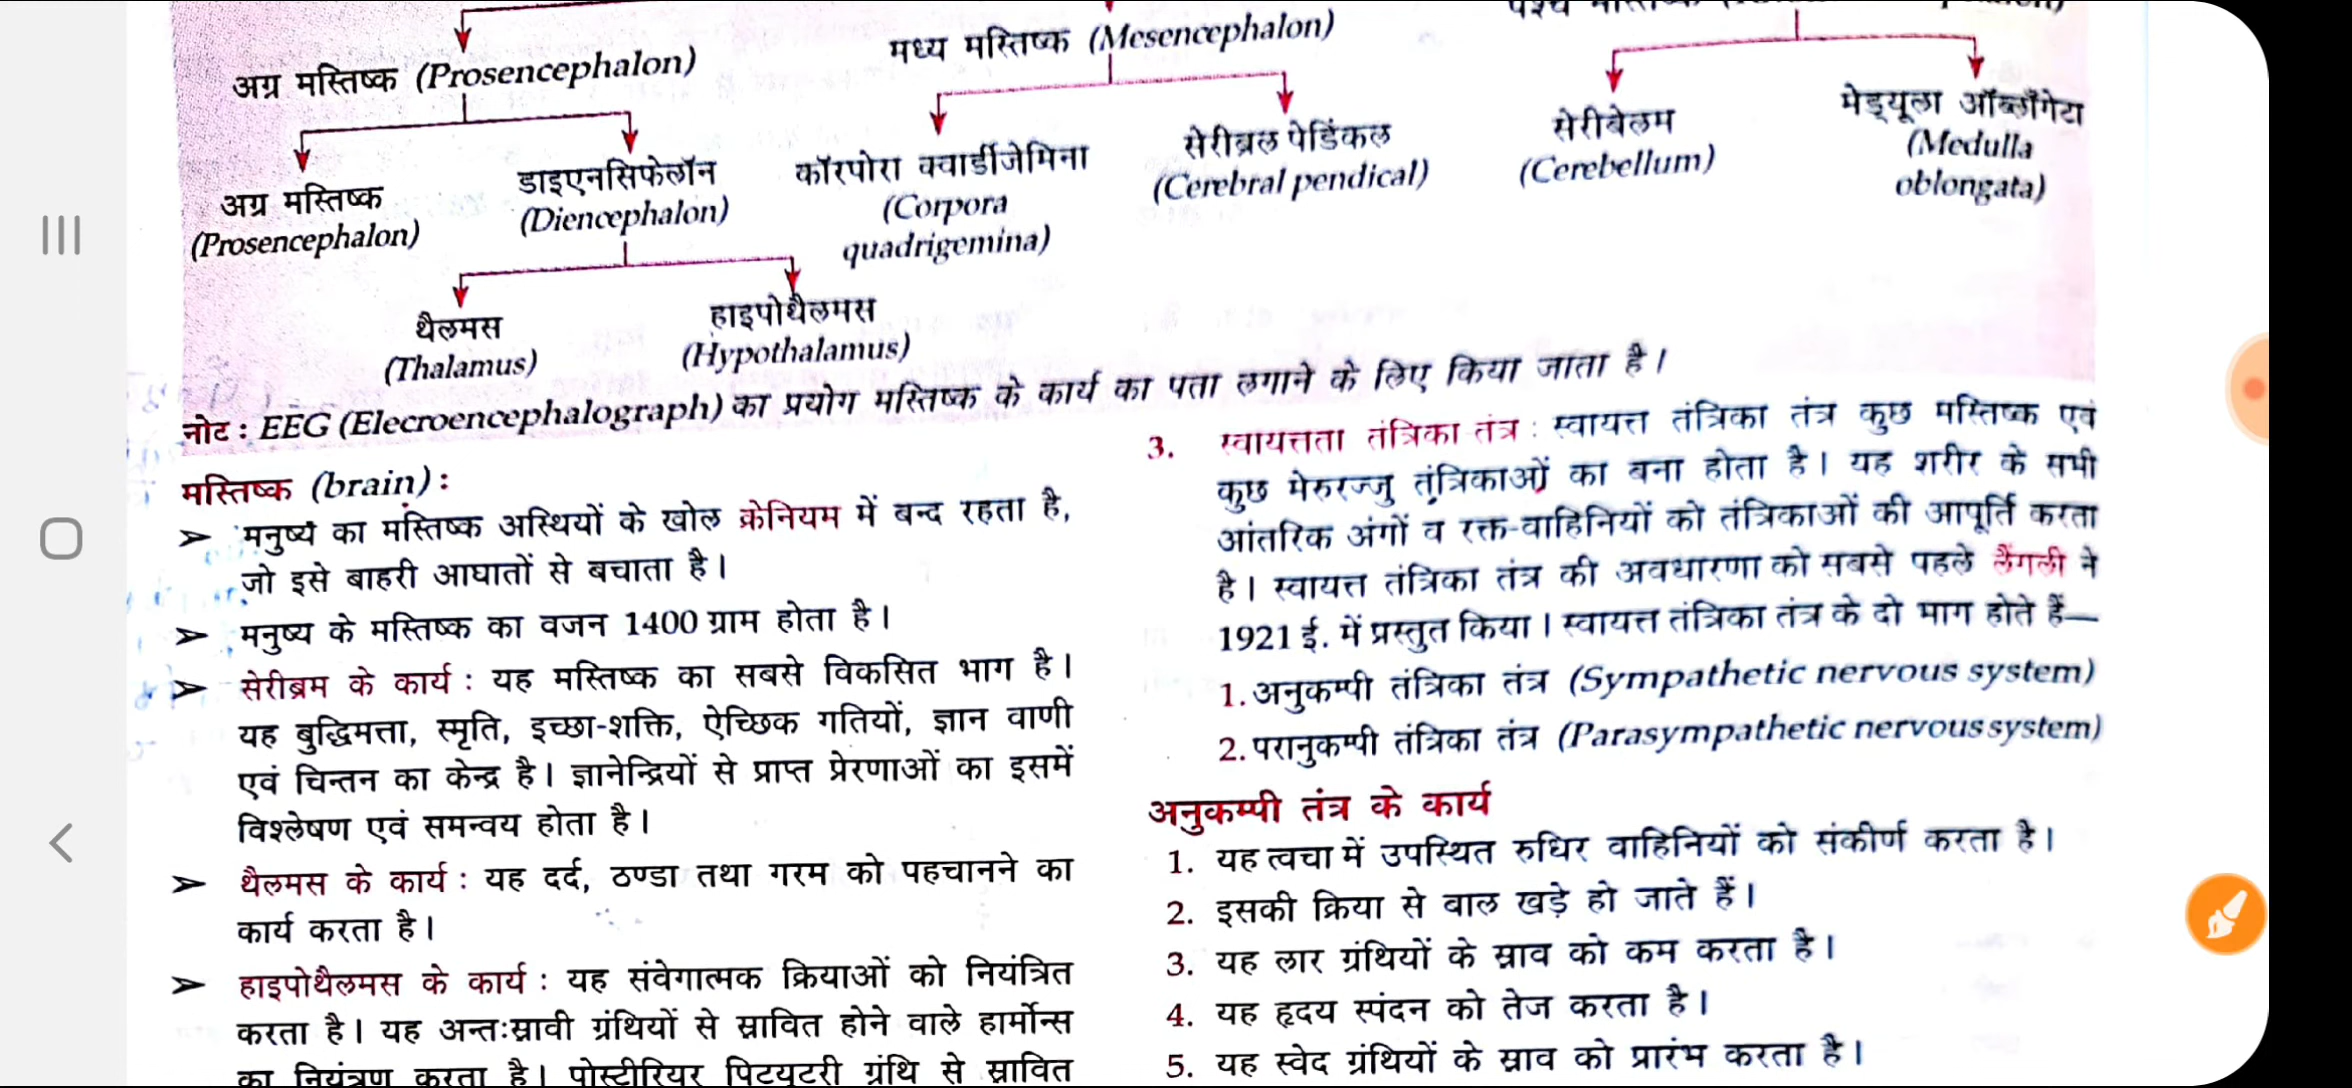 मध्य मस्तिष्क (Mesencephalon)
अग्र मस्तिष्क (Prosencephalon)
अग्र मस्तिष्क
(Prosencephalon)
डाइएनसिफेलॉन
(Diencephalon)
कॉरपोरा क्वार्डीजेमिना
(Corpora
quadrigemina)
सेरीब्रल पेडिंकल
(Cerebral pendical)
सेरीबेलम
(Cerebellum)
मेड्यूला ऑब्लाँगेटा
(Medulla
oblongata)
थैलमस
(Thalamus)
हाइपोथैलमस
(Hypothalamus)
नोट : EEG (Elecroencephalograph) का प्रयोग मस्तिष्क के कार्य का पता लगाने के लिए किया जाता है।
मस्तिष्क (brain) :
➢ मनुष्य का मस्तिष्क अस्थियों के खोल क्रेनियम में बन्द रहता है,
जो इसे बाहरी आघातों से बचाता है।
➢ मनुष्य के मस्तिष्क का वजन 1400 ग्राम होता है।
➢ सेरीब्रम के कार्य : यह मस्तिष्क का सबसे विकसित भाग है।
यह बुद्धिमत्ता, स्मृति, इच्छा-शक्ति, ऐच्छिक गतियों, ज्ञान वाणी
एवं चिन्तन का केन्द्र है। ज्ञानेन्द्रियों से प्राप्त प्रेरणाओं का इसमें
विश्लेषण एवं समन्वय होता है।
➢ थैलमस के कार्य : यह दर्द, ठण्डा तथा गरम को पहचानने का
कार्य करता है।
➢ हाइपोथैलमस के कार्य : यह संवेगात्मक क्रियाओं को नियंत्रित
करता है। यह अन्तःस्रावी ग्रंथियों से स्रावित होने वाले हार्मोन्स
का नियंत्रण करता है। पोस्टीरियर पिट्यूटरी ग्रंथि से स्रावित
3. स्वायत्तता तंत्रिका तंत्र : स्वायत्त तंत्रिका तंत्र कुछ मस्तिष्क एवं
कुछ मेरुरज्जु तंत्रिकाओं का बना होता है। यह शरीर के सभी
आंतरिक अंगों व रक्त-वाहिनियों को तंत्रिकाओं की आपूर्ति करता
है। स्वायत्त तंत्रिका तंत्र की अवधारणा को सबसे पहले लैंगली ने
1921 ई. में प्रस्तुत किया। स्वायत्त तंत्रिका तंत्र के दो भाग होते हैं—
1. अनुकम्पी तंत्रिका तंत्र (Sympathetic nervous system)
2. परानुकम्पी तंत्रिका तंत्र (Parasympathetic nervous system)
अनुकम्पी तंत्र के कार्य
1. यह त्वचा में उपस्थित रुधिर वाहिनियों को संकीर्ण करता है।
2. इसकी क्रिया से बाल खड़े हो जाते हैं।
3. यह लार ग्रंथियों के स्राव को कम करता है।
4. यह हृदय स्पंदन को तेज करता है।
5. यह स्वेद ग्रंथियों के स्राव को प्रारंभ करता है।